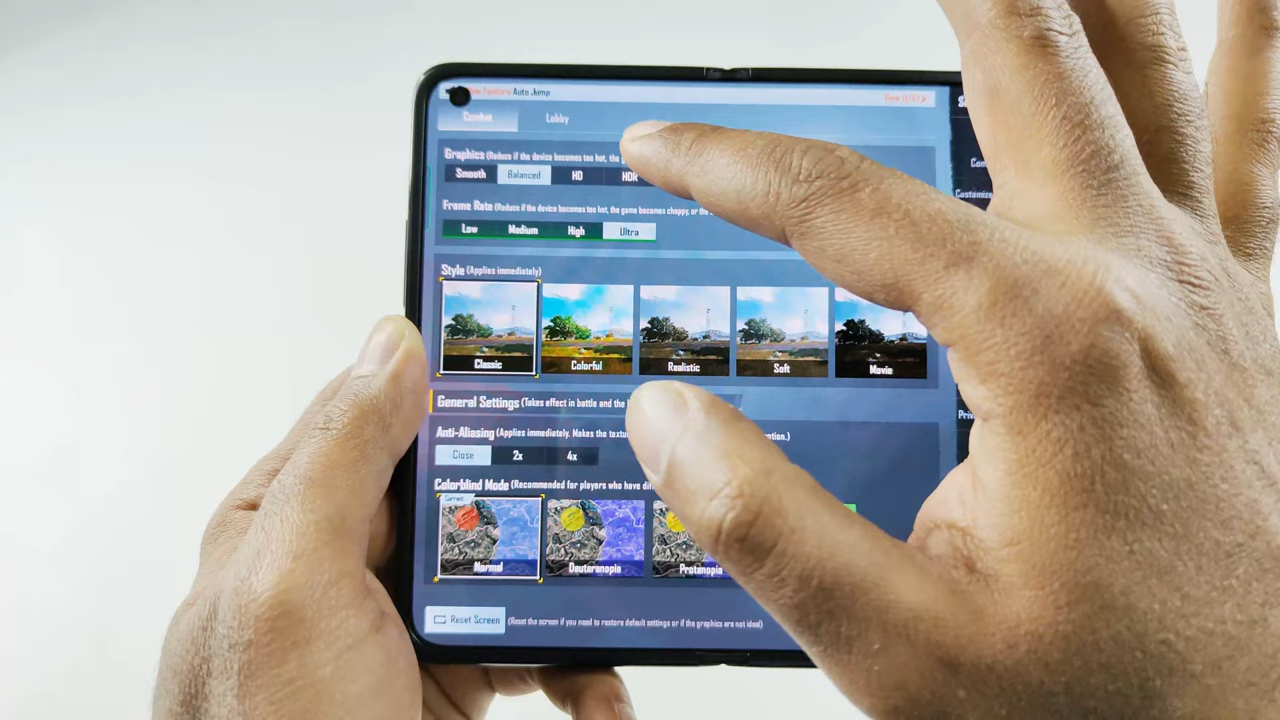 Auto Jump
Combat Lobby
Graphics (Reduce if the device becomes too hot, the
Smooth Balanced HD HDR
Frame Rate (Reduce if the device becomes too hot, the game becomes choppy, or the
Low Medium High Ultra
Style (Applies immediately)
Classic Colorful Realistic Soft Movie
General Settings (Takes effect in battle and the
Anti-Aliasing (Applies immediately. Makes the
Close 2x 4x
Colorblind Mode (Recommended for players who have
Current
Normal Deuteranopia Protanopia
Reset Screen (Reset the screen if you need to restore default settings or if the graphics are not ideal)
Customize